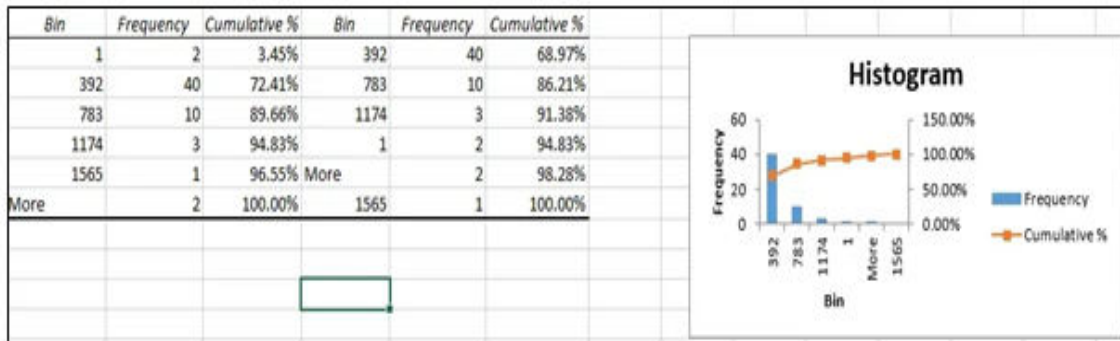 Bin Frequency Cumulative % Bin Frequency Cumulative %
1 2 3.45% 392 40 68.97%
392 40 72.41% 783 10 86.21%
783 10 89.66% 1174 3 91.38%
1174 3 94.83% 1 2 94.83%
1565 1 96.55% More 2 98.28%
More 2 100.00% 1565 1 100.00%
Histogram
Frequency
60
40
20
0
150.00%
100.00%
50.00%
0.00%
392
783
1174
1
More
1565
Bin
Frequency
Cumulative %